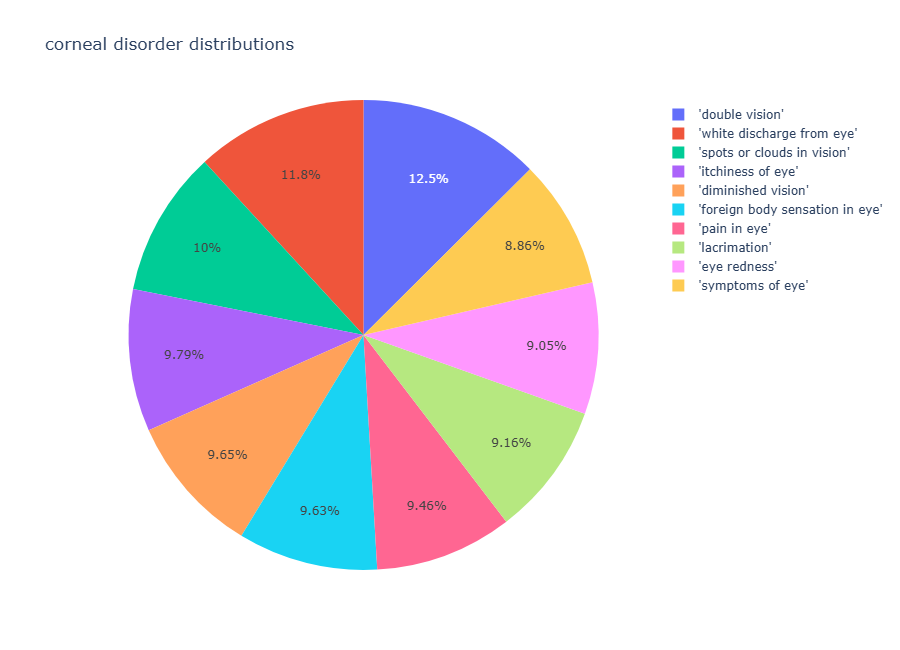 corneal disorder distributions
12.5%
11.8%
10%
9.79%
9.65%
9.63%
9.46%
9.16%
9.05%
8.86%
'double vision'
'white discharge from eye'
'spots or clouds in vision'
'itchiness of eye'
'diminished vision'
'foreign body sensation in eye'
'pain in eye'
'lacrimation'
'eye redness'
'symptoms of eye'